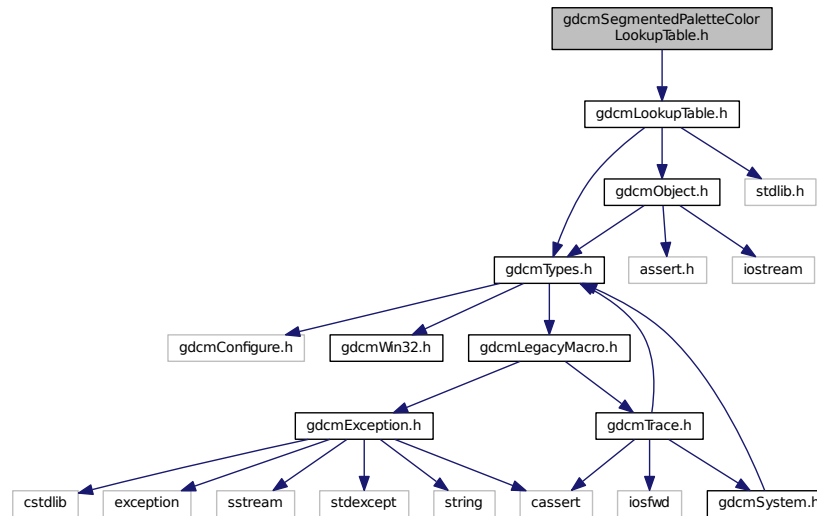 gdcmSegmentedPaletteColor
LookupTable.h
gdcmLookupTable.h
gdcmObject.h
stdlib.h
gdcmTypes.h
assert.h
iostream
gdcmConfigure.h
gdcmWin32.h
gdcmLegacyMacro.h
gdcmException.h
gdcmTrace.h
cstdlib
exception
sstream
stdexcept
string
cassert
iosfwd
gdcmSystem.h